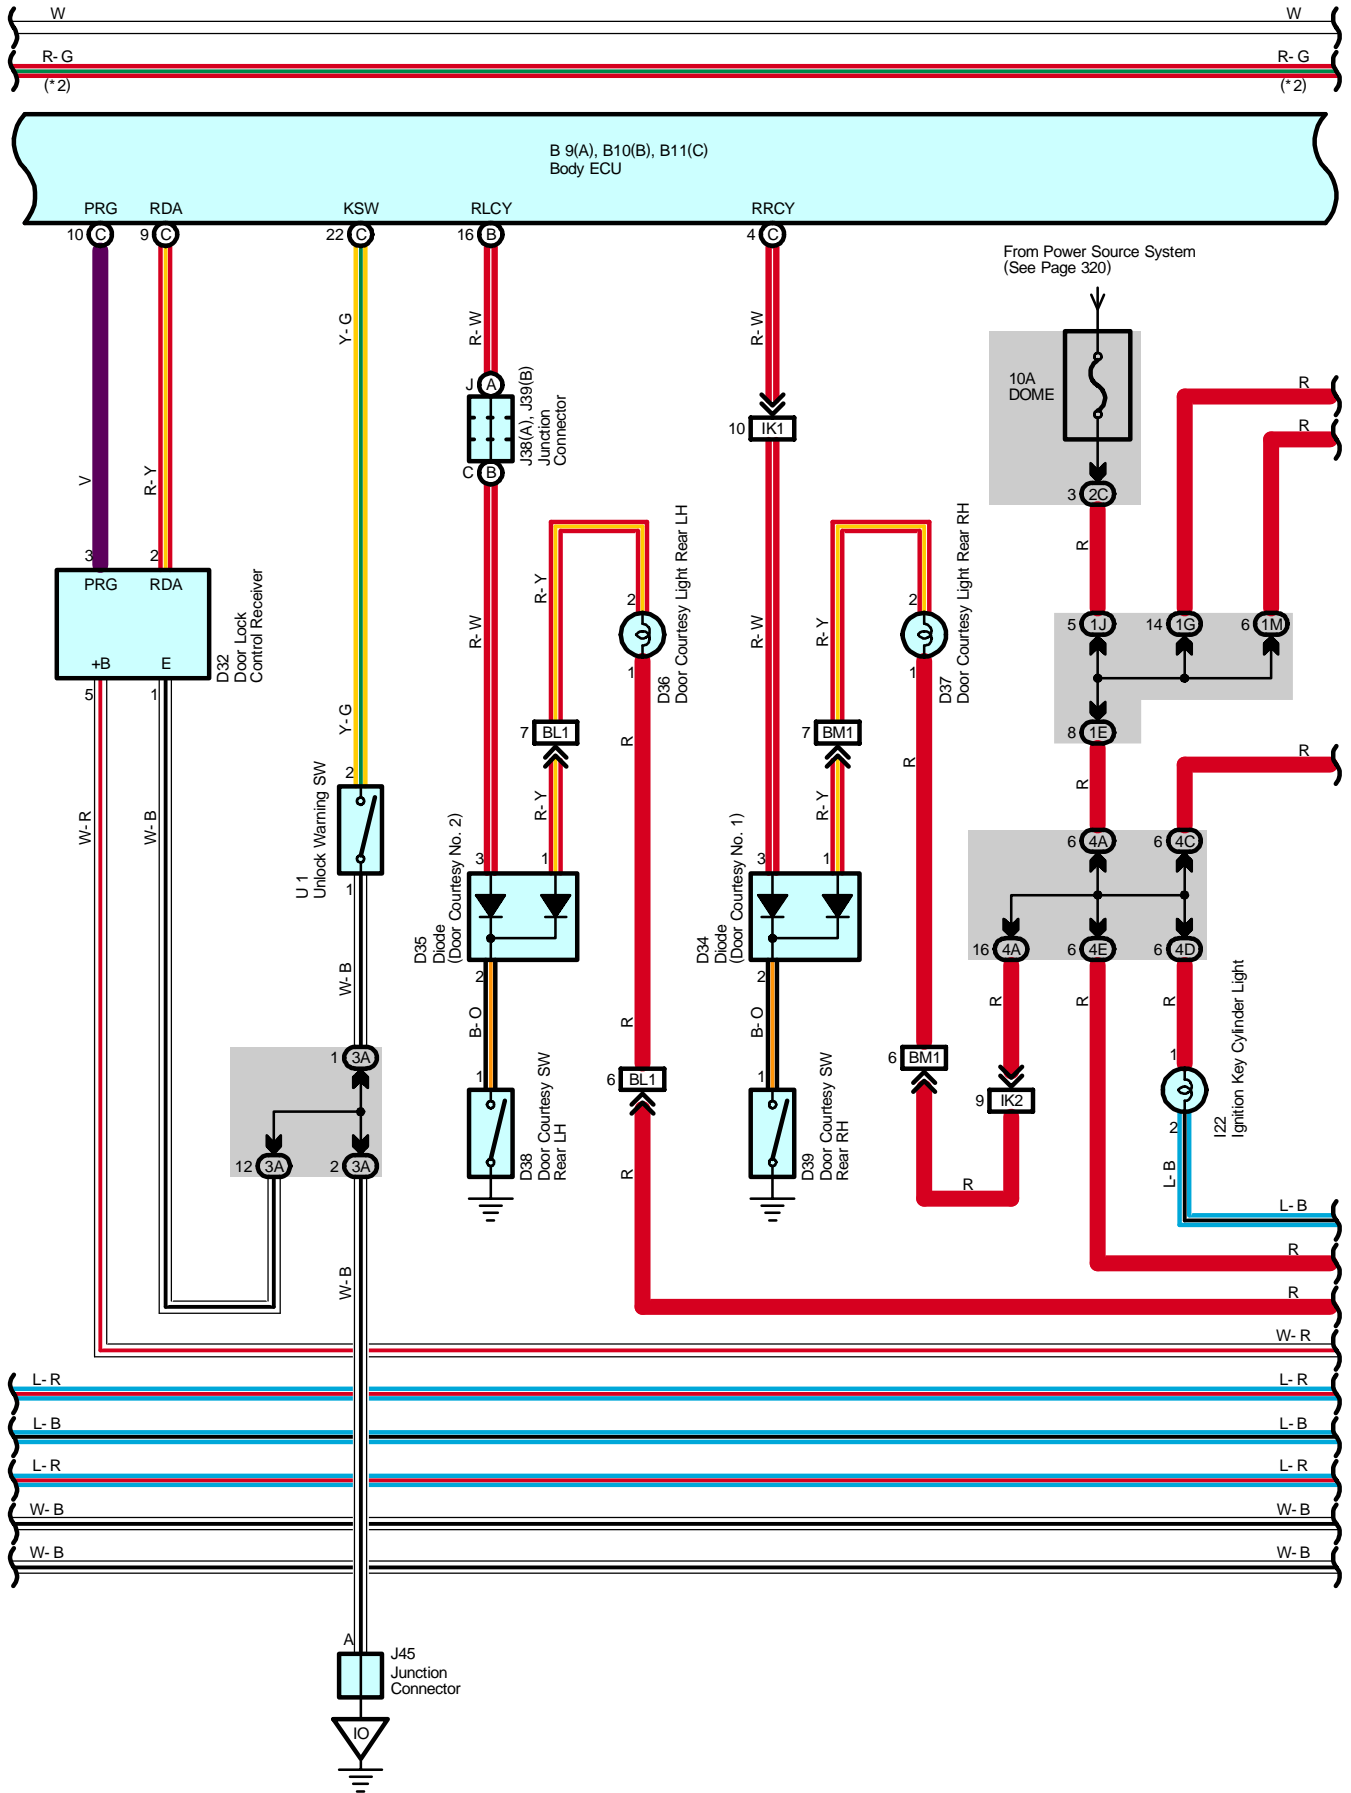 W
W
R-G
R-G
(*2)
(*2)
B 9(A), B10(B), B11(C)
Body ECU
PRG
RDA
KSW
RLCY
RRCY
10 C
9 C
22 C
16 B
4 C
From Power Source System
(See Page 320)
Y-G
R-W
R-W
10A
DOME
J A
J38(A), J39(B)
Junction
Connector
C B
10 IK1
R
R
V
R-Y
3 2C
R
3
2
PRG
RDA
+B
E
D32
Door Lock
Control Receiver
5
1
R-W
R-Y
2
1
D36
Door Courtesy Light Rear LH
R-W
R-Y
2
1
D37
Door Courtesy Light Rear RH
5 1J
14 1G
6 1M
8 1E
Y-G
7 BL1
R
7 BM1
R
R
R
W-R
W-B
2
U 1
Unlock Warning SW
1
R-Y
3
1
D35
Diode
(Door Courtesy No. 2)
2
R-Y
3
1
D34
Diode
(Door Courtesy No. 1)
2
6 4A
6 4C
16 4A
6 4E
6 4D
W-B
B-O
R
B-O
R
R
R
1 3A
12 3A
2 3A
1
D38
Door Courtesy SW
Rear LH
6 BL1
R
1
D39
Door Courtesy SW
Rear RH
6 BM1
9 IK2
R
1
2
I22
Ignition Key Cylinder Light
L-B
L-B
W-B
R
R
W-R
L-R
L-R
L-B
L-B
L-R
L-R
W-B
W-B
W-B
W-B
A
J45
Junction
Connector
IO